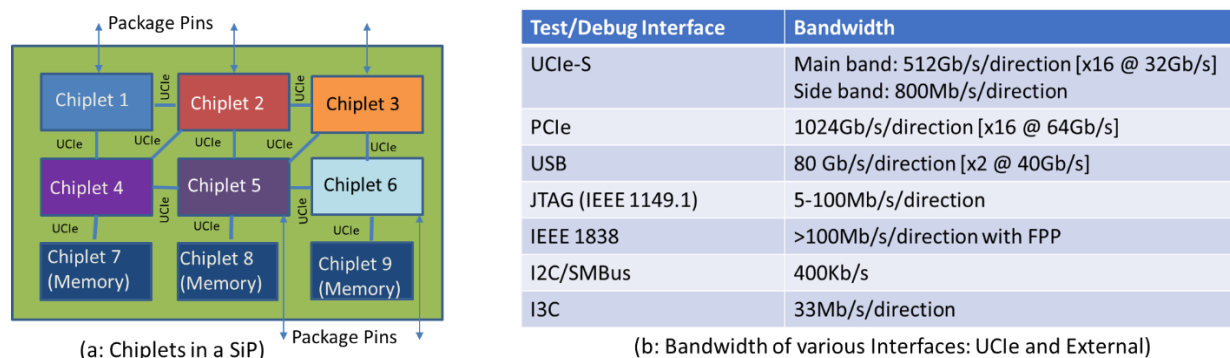 Package Pins
UCIe
UCIe
Chiplet 1
Chiplet 2
Chiplet 3
UCIe
UCIe
UCIe
UCIe
UCIe
Chiplet 4
Chiplet 5
Chiplet 6
UCIe
UCIe
UCIe
UCIe
UCIe
Chiplet 7
(Memory)
Chiplet 8
(Memory)
Chiplet 9
(Memory)
Package Pins
(a: Chiplets in a SiP)
Test/Debug Interface Bandwidth
UCIe-S Main band: 512Gb/s/direction [x16 @ 32Gb/s]
Side band: 800Mb/s/direction
PCIe 1024Gb/s/direction [x16 @ 64Gb/s]
USB 80 Gb/s/direction [x2 @ 40Gb/s]
JTAG (IEEE 1149.1) 5-100Mb/s/direction
IEEE 1838 >100Mb/s/direction with FPP
I2C/SMBus 400Kb/s
I3C 33Mb/s/direction
(b: Bandwidth of various Interfaces: UCIe and External)